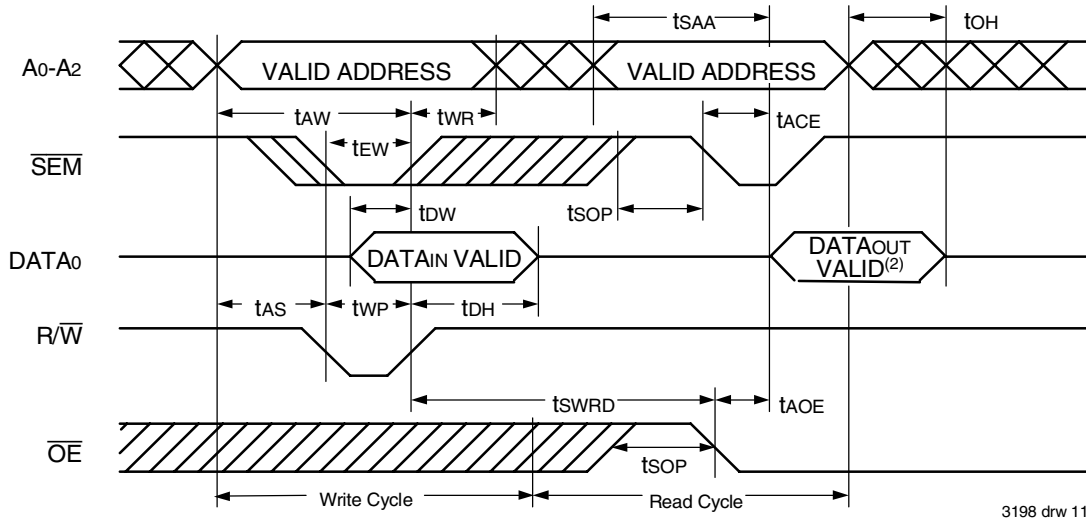 tSAA
tOH
A0-A2
VALID ADDRESS
VALID ADDRESS
tAW
tWR
tACE
tEW
SEM
tDW
tSOP
DATA0
DATAIN VALID
DATAOUT
VALID(2)
tAS
tWP
tDH
R/W
tSWRD
tAOE
OE
tSOP
Write Cycle
Read Cycle
3198 drw 11